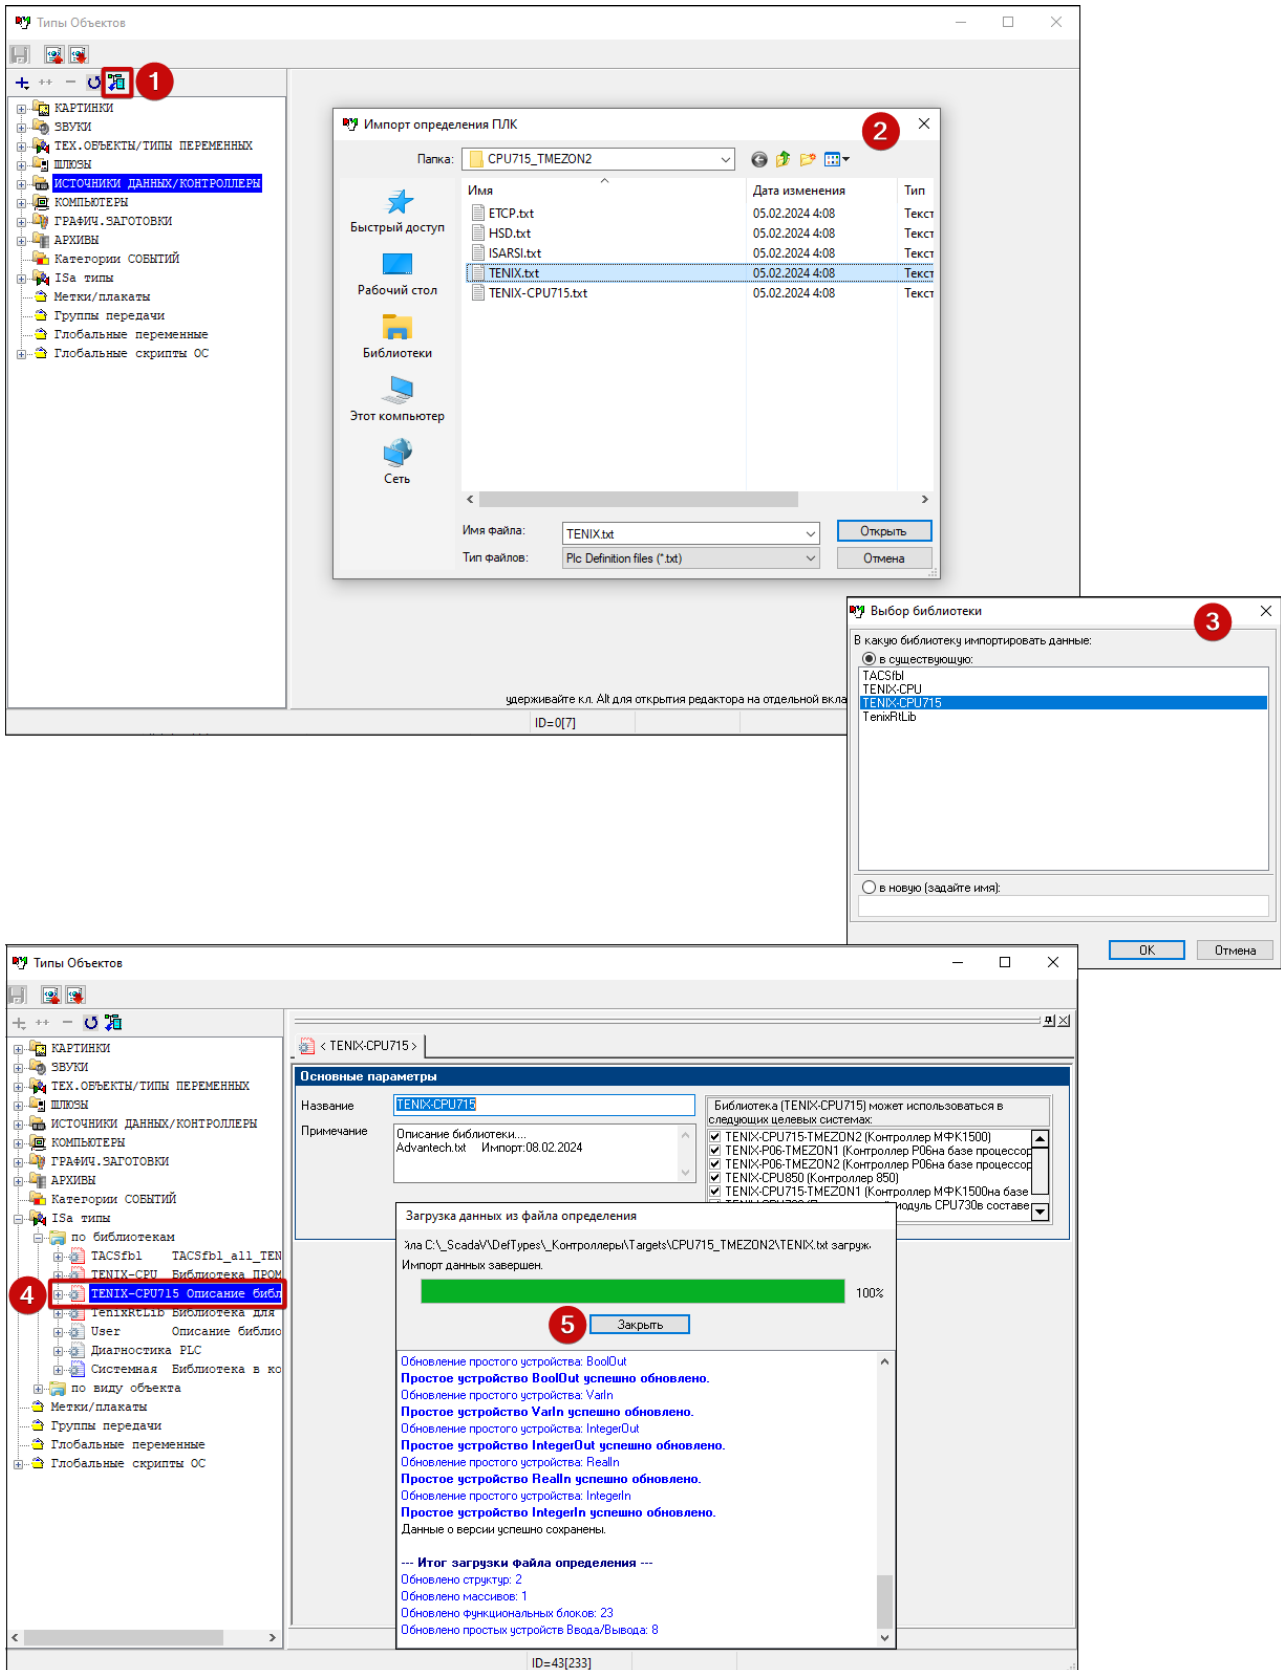 Типы Объектов
1
КАРТИНКИ
ЗВУКИ
ТЕХ.ОБЪЕКТЫ/ТИПЫ ПЕРЕМЕННЫХ
ШЛЮЗЫ
ИСТОЧНИКИ ДАННЫХ/КОНТРОЛЛЕРЫ
КОМПЬЮТЕРЫ
ГРАФИЧ.ЗАГОТОВКИ
АРХИВЫ
Категории СОБЫТИЙ
ISa типы
Метки/плакаты
Группы передачи
Глобальные переменные
Глобальные скрипты ОС
Импорт определения ПЛК
2
Папка: CPU715_TMEZON2
Быстрый доступ
Рабочий стол
Библиотеки
Этот компьютер
Сеть
Имя Дата изменения Тип
ETCP.txt 05.02.2024 4:08 Текст
HSD.txt 05.02.2024 4:08 Текст
ISARSI.txt 05.02.2024 4:08 Текст
TENIX.txt 05.02.2024 4:08 Текст
TENIX-CPU715.txt 05.02.2024 4:08 Текст
Имя файла: TENIX.txt Открыть
Тип файлов: Plc Definition files (*.txt) Отмена
удерживайте кл. Alt для открытия редактора на отдельной вкла
ID=0[7]
Выбор библиотеки
3
В какую библиотеку импортировать данные:
в существующую:
TACSfbl
TENIX-CPU
TENIX-CPU715
TenixRtLib
в новую (задайте имя):
OK Отмена
Типы Объектов
КАРТИНКИ
ЗВУКИ
ТЕХ.ОБЪЕКТЫ/ТИПЫ ПЕРЕМЕННЫХ
ШЛЮЗЫ
ИСТОЧНИКИ ДАННЫХ/КОНТРОЛЛЕРЫ
КОМПЬЮТЕРЫ
ГРАФИЧ.ЗАГОТОВКИ
АРХИВЫ
Категории СОБЫТИЙ
ISa типы
по библиотекам
TACSfbl TACSfbl_all_TEN
TENIX-CPU Библиотека ПРОМ
4
TENIX-CPU715 Описание библ
TenixRtLib Библиотека для
User Описание библио
Диагностика PLC
Системная Библиотека в ко
по виду объекта
Метки/плакаты
Группы передачи
Глобальные переменные
Глобальные скрипты ОС
< TENIX-CPU715 >
Основные параметры
Название TENIX-CPU715
Примечание Описание библиотеки....
Advantech.txt Импорт:08.02.2024
Библиотека (TENIX-CPU715) может использоваться в
следующих целевых системах:
TENIX-CPU715-TMEZON2 (Контроллер МФК1500)
TENIX-P06-TMEZON1 (Контроллер P06на базе процессор
TENIX-P06-TMEZON2 (Контроллер P06на базе процессор
TENIX-CPU850 (Контроллер 850)
TENIX-CPU715-TMEZON1 (Контроллер МФК1500на базе
модуль CPU730в составе
Загрузка данных из файла определения
йла C:\_ScadaV\DefTypes\_Контроллеры\Targets\CPU715_TMEZON2\TENIX.txt загруж
Импорт данных завершен.
100%
5
Закрыть
Обновление простого устройства: BoolOut
Простое устройство BoolOut успешно обновлено.
Обновление простого устройства: VarIn
Простое устройство VarIn успешно обновлено.
Обновление простого устройства: IntegerOut
Простое устройство IntegerOut успешно обновлено.
Обновление простого устройства: RealIn
Простое устройство RealIn успешно обновлено.
Обновление простого устройства: IntegerIn
Простое устройство IntegerIn успешно обновлено.
Данные о версии успешно сохранены.
--- Итог загрузки файла определения ---
Обновлено структур: 2
Обновлено массивов: 1
Обновлено функциональных блоков: 23
Обновлено простых устройств Ввода/Вывода: 8
ID=43[233]